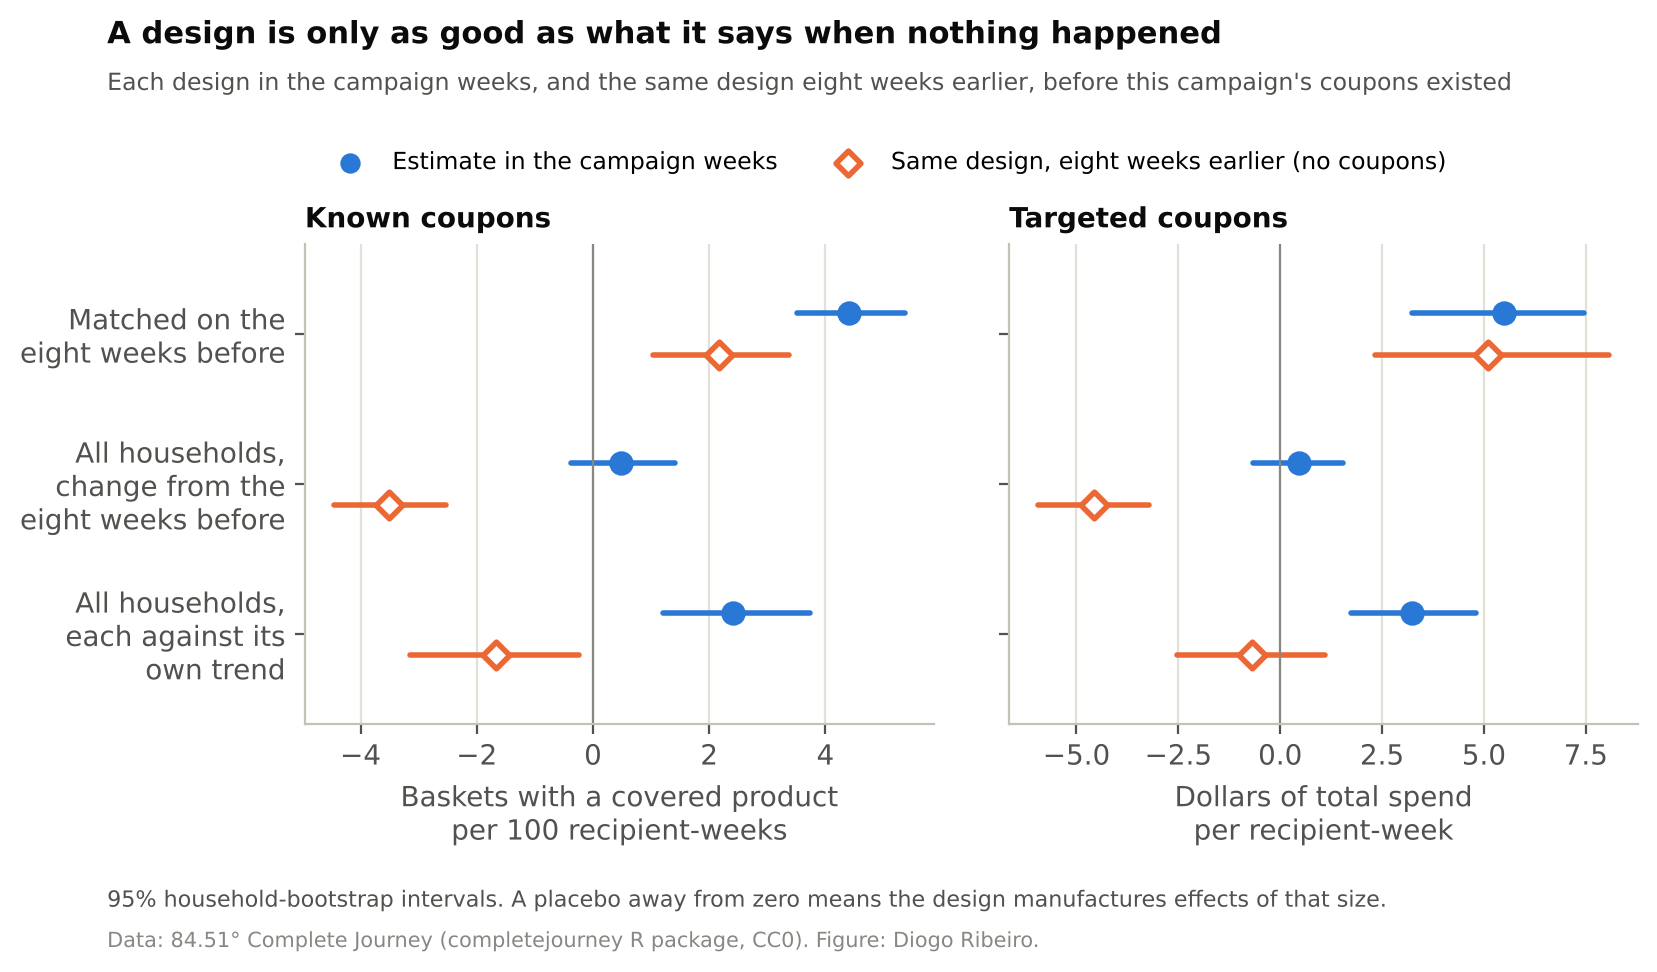 A design is only as good as what it says when nothing happened
Each design in the campaign weeks, and the same design eight weeks earlier, before this campaign's coupons existed
Estimate in the campaign weeks
Same design, eight weeks earlier (no coupons)
Known coupons
Targeted coupons
Matched on the
eight weeks before
All households,
change from the
eight weeks before
All households,
each against its
own trend
−4 −2 0 2 4
−5.0 −2.5 0.0 2.5 5.0 7.5
Baskets with a covered product
per 100 recipient-weeks
Dollars of total spend
per recipient-week
95% household-bootstrap intervals. A placebo away from zero means the design manufactures effects of that size.
Data: 84.51° Complete Journey (completejourney R package, CC0). Figure: Diogo Ribeiro.